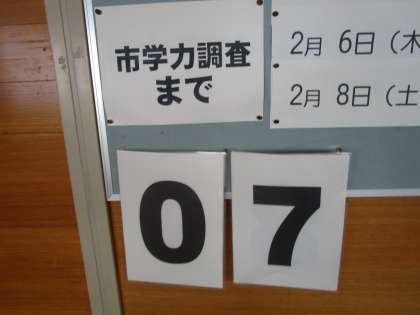 市学力調査
まで
2月 6日（木
2月 8日（土
07